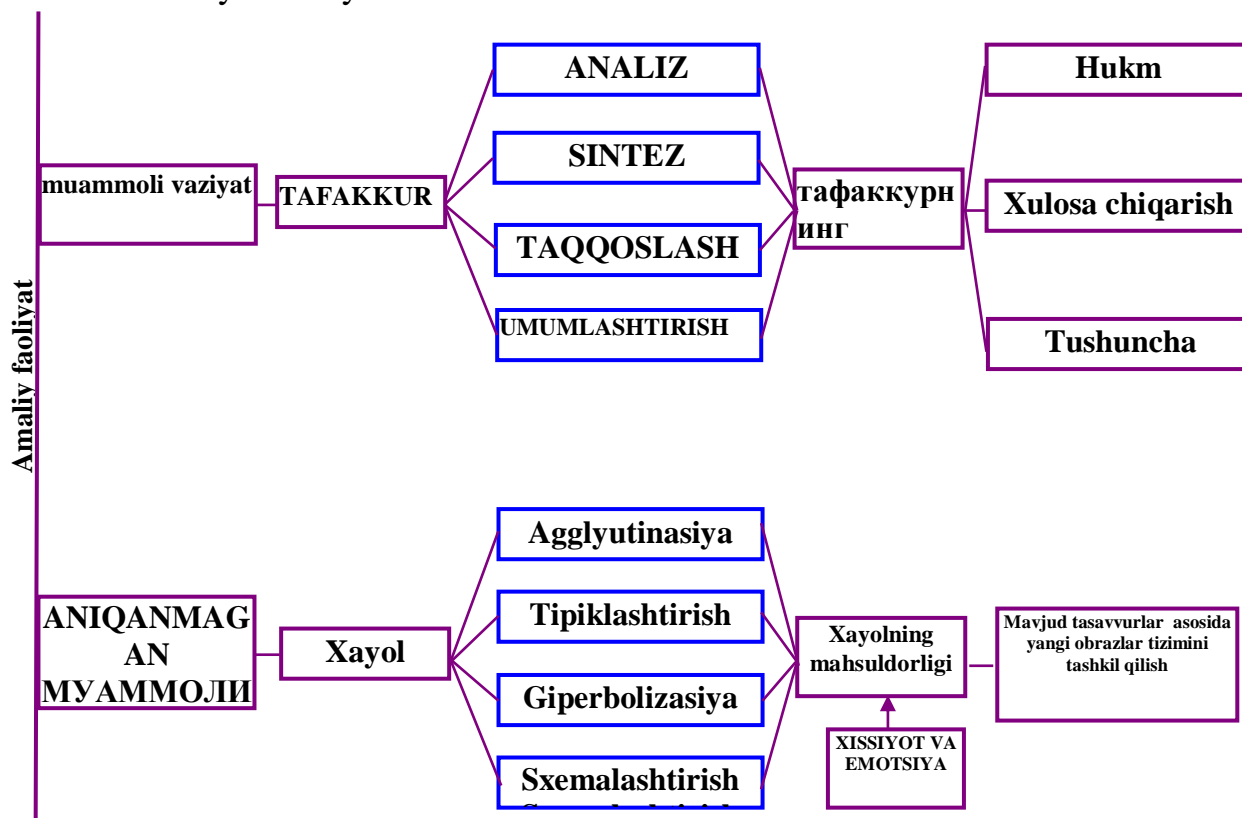 ANALIZ
Hukm
SINTEZ
muammoli vaziyat
TAFAKKUR
тафаккурн
инг
Xulosa chiqarish
TAQQOSLASH
UMUMLASHTIRISH
Tushuncha
Amaliy faoliyat
Agglyutinasiya
ANIQANMAG
AN
МУАММОЛИ
Xayol
Tipiklashtirish
Xayolning
mahsuldorligi
Mavjud tasavvurlar asosida
yangi obrazlar tizimini
tashkil qilish
Giperbolizasiya
XISSIYOT VA
EMOTSIYA
Sxemalashtirish